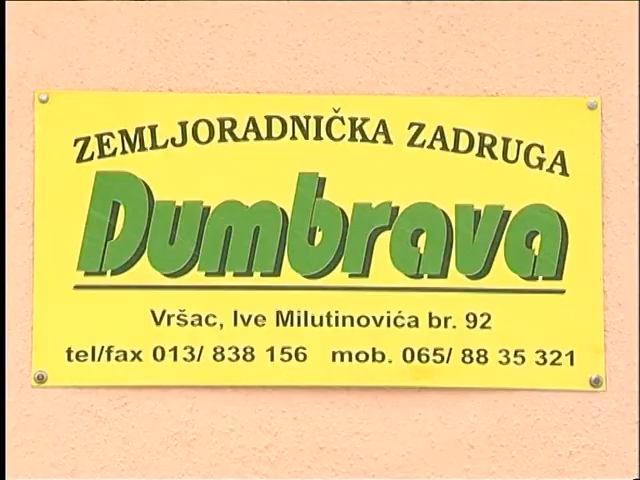 ZEMLJORADNIČKA ZADRUGA
Dumbrava
Vršac, Ive Milutinovića br. 92
tel/fax 013/ 838 156 mob. 065/ 88 35 321